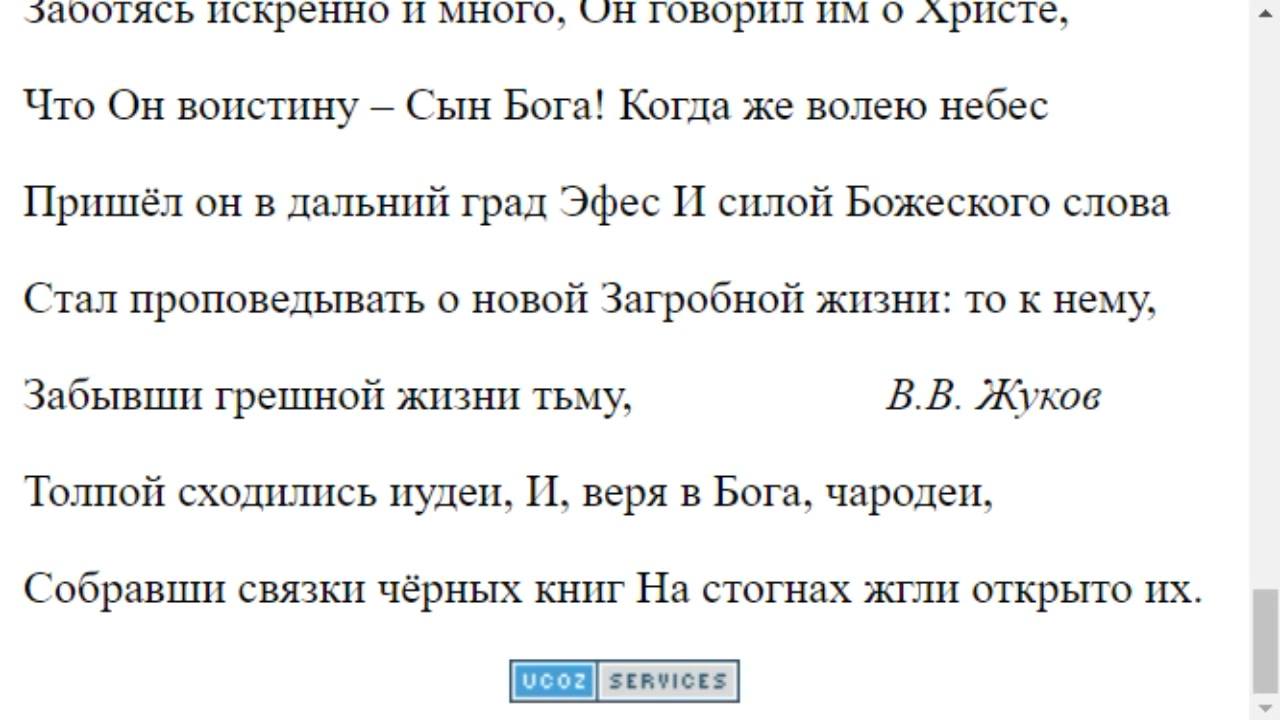 Заботясь искренно и много, Он говорил им о Христе,
Что Он воистину – Сын Бога! Когда же волею небес
Пришёл он в дальний град Эфес И силой Божеского слова
Стал проповедывать о новой Загробной жизни: то к нему,
Забывши грешной жизни тьму, В.В. Жуков
Толпой сходились иудеи, И, веря в Бога, чародеи,
Собравши связки чёрных книг На стогнах жгли открыто их.
UCOZ SERVICES